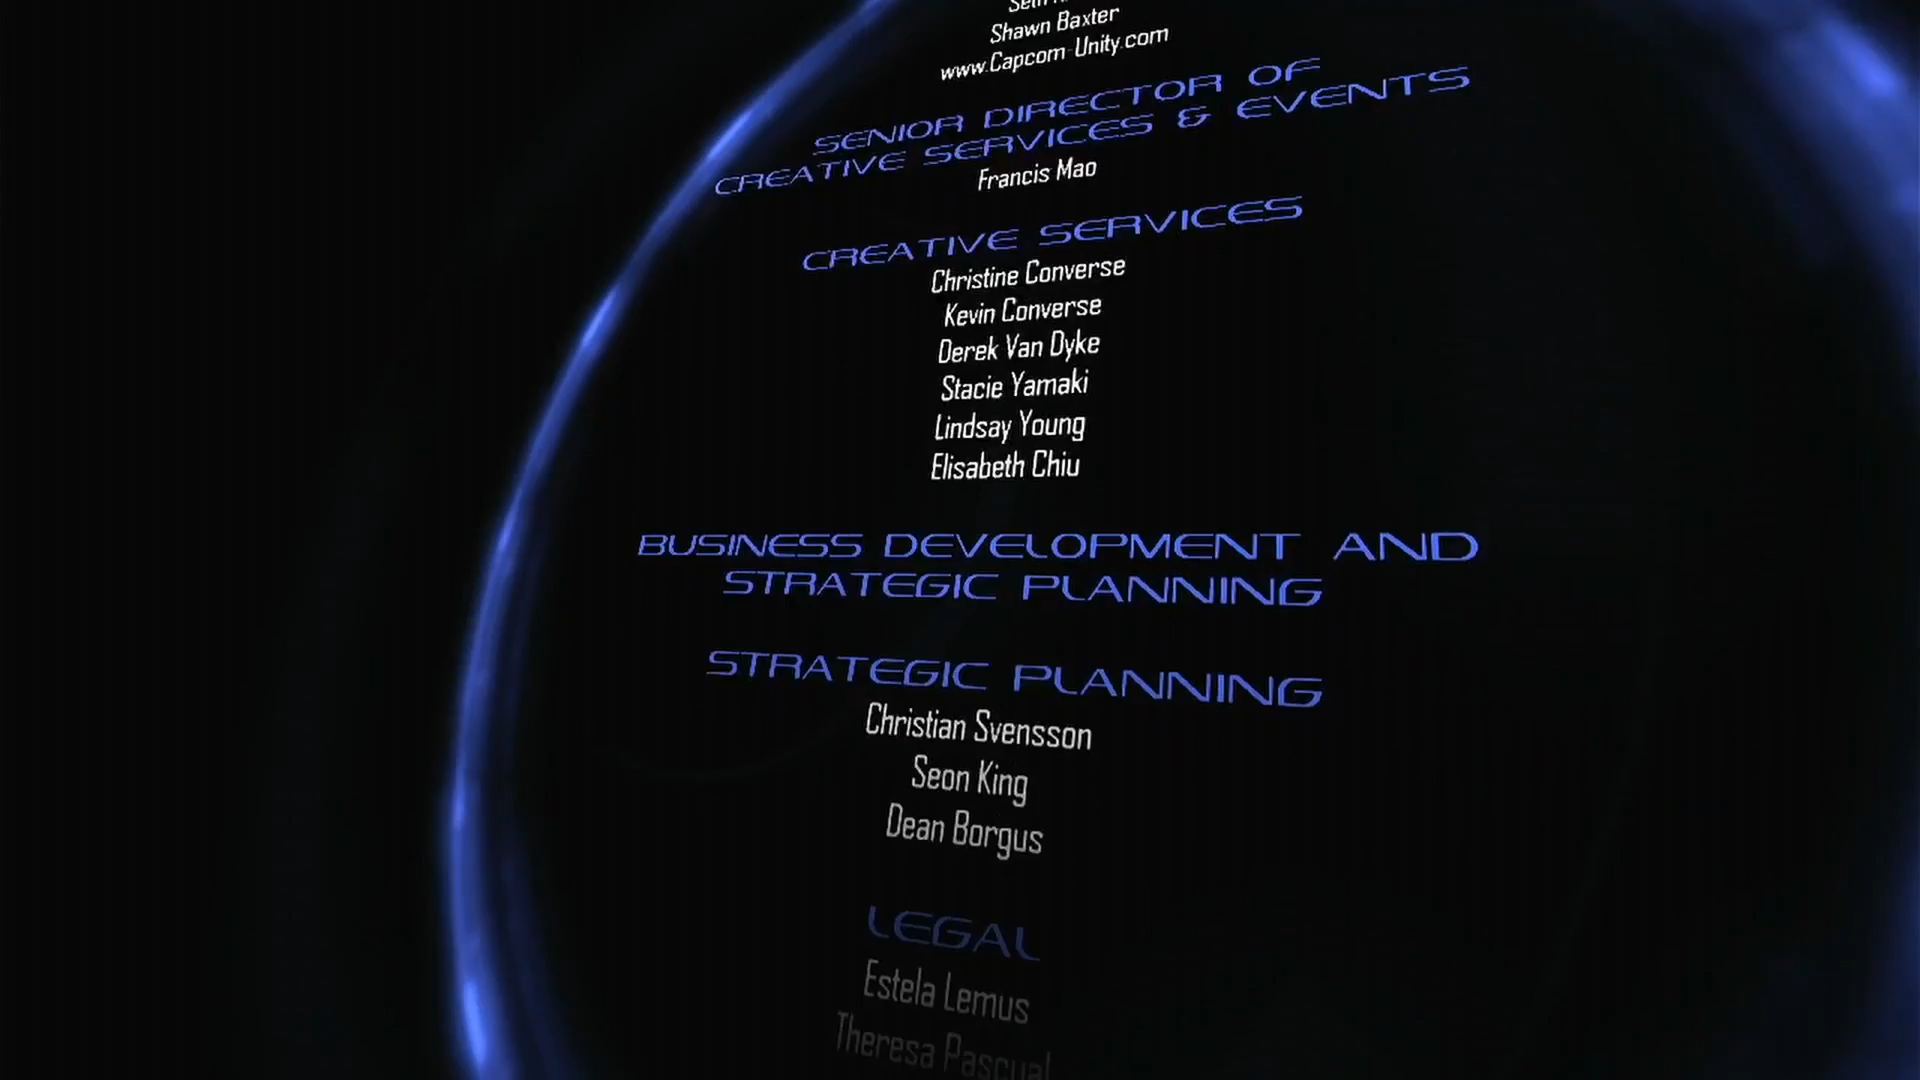 Shawn Baxter
www.Capcom-Unity.com
SENIOR DIRECTOR OF
CREATIVE SERVICES & EVENTS
Francis Mao
CREATIVE SERVICES
Christine Converse
Kevin Converse
Derek Van Dyke
Stacie Yamaki
Lindsay Young
Elisabeth Chiu
BUSINESS DEVELOPMENT AND
STRATEGIC PLANNING
STRATEGIC PLANNING
Christian Svensson
Seon King
Dean Borgus
LEGAL
Estela Lemus
Theresa Pascual